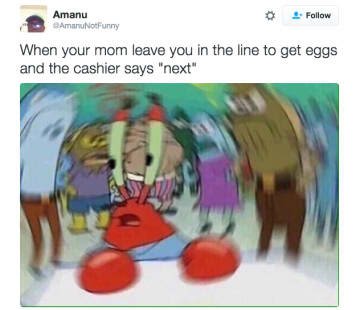 Amanu
@AmanuNotFunny
Follow
When your mom leave you in the line to get eggs
and the cashier says "next"